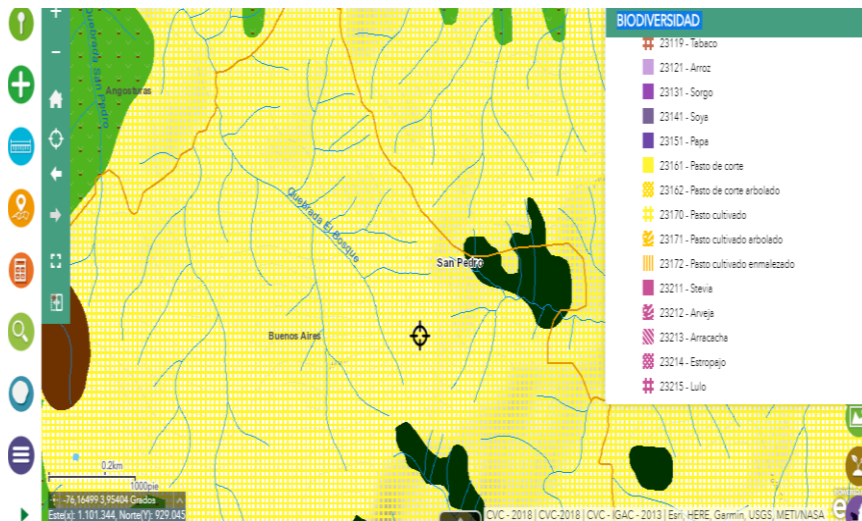 BIODIVERSIDAD
23119 - Tabaco
23121 - Arroz
23131 - Sorgo
23141 - Soya
23151 - Papa
23161 - Pasto de corte
23162 - Pasto de corte arbolado
23170 - Pasto cultivado
23171 - Pasto cultivado arbolado
23172 - Pasto cultivado enmalezado
23211 - Stevia
23212 - Arveja
23213 - Arracacha
23214 - Estropajo
23215 - Lulo
Quebrada San Pedro
Angosturas
Quebrada El Bosque
San Pedro
Buenos Aires
0.2km
1000pie
-76,16499 3,95404 Grados
Este(x): 1.101.344, Norte(Y): 929.045
CVC - 2018 | CVC-2018 | CVC - IGAC - 2013 | Esri, HERE, Garmin, USGS, METI/NASA